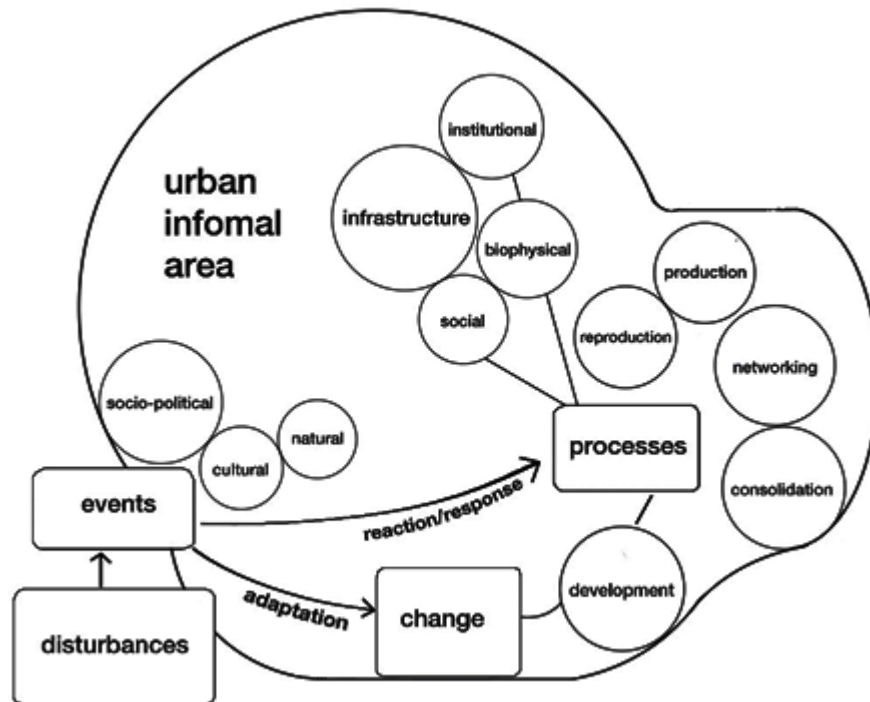 institutional
urban
infomal
area
infrastructure
biophysical
production
social
reproduction
networking
socio-political
natural
cultural
processes
consolidation
events
reaction/response
development
adaptation
change
disturbances